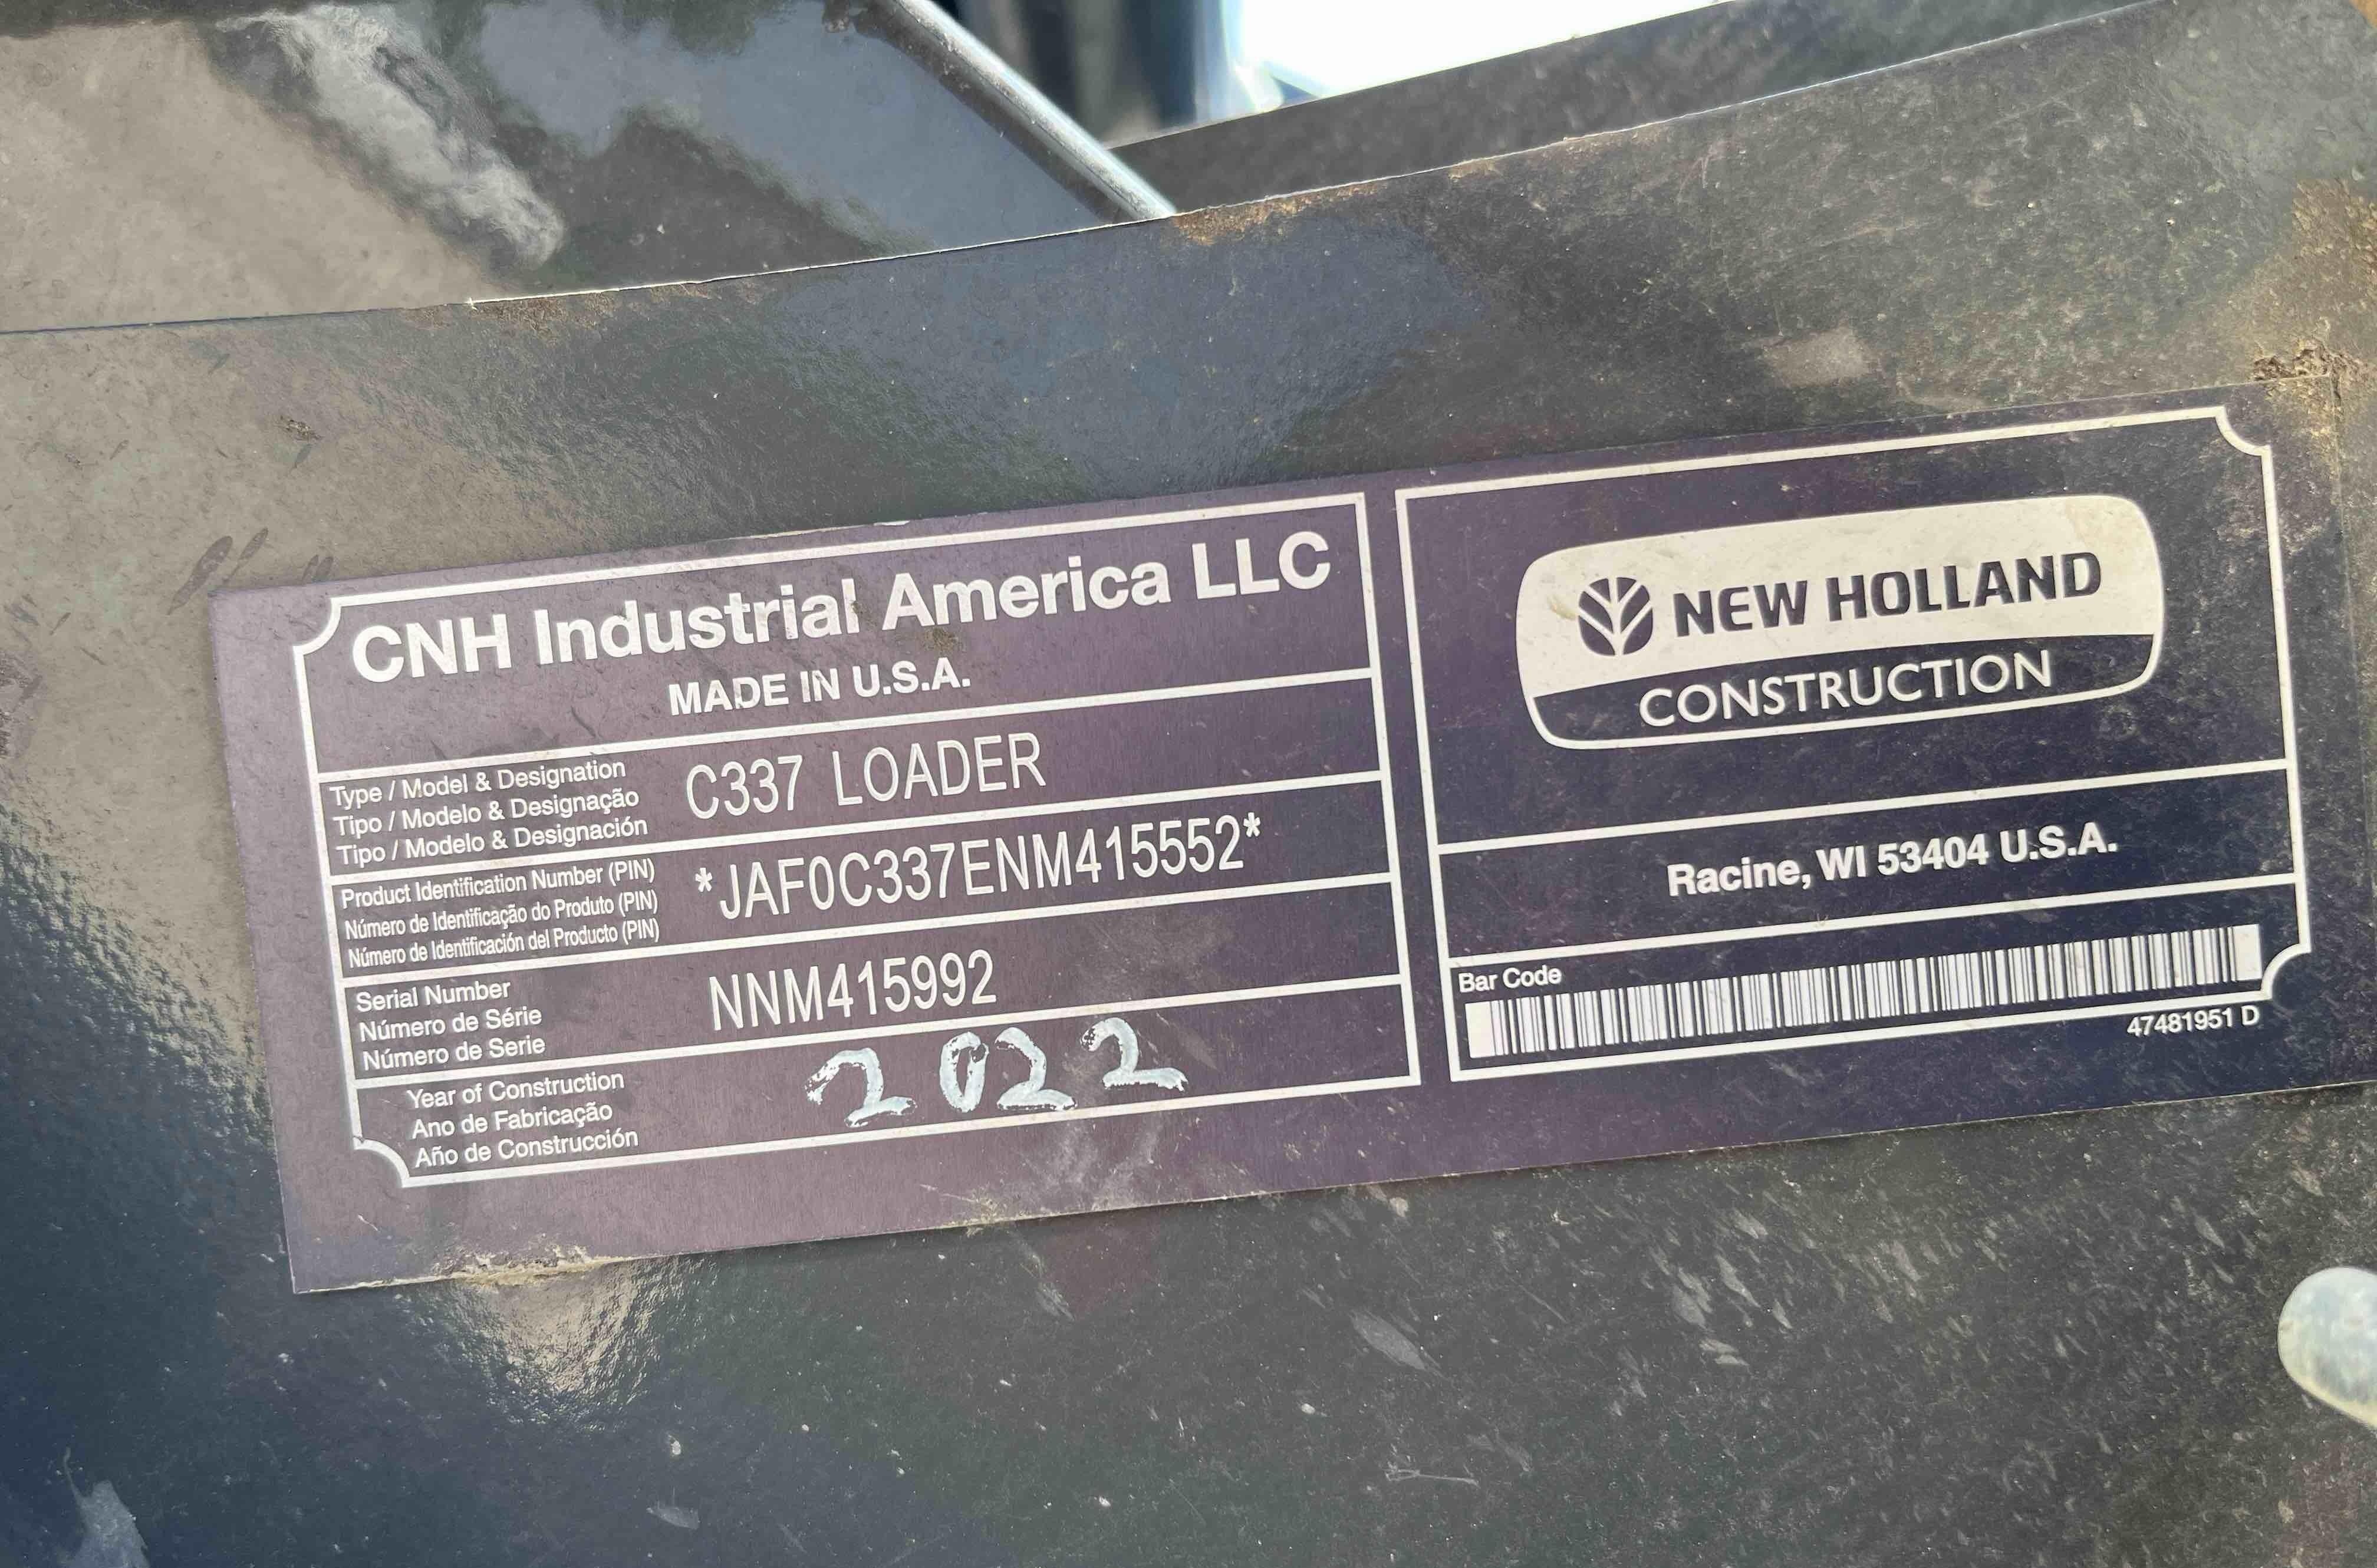 CNH Industrial America LLC
MADE IN U.S.A.
Type / Model & Designation
Tipo / Modelo & Designação
Tipo / Modelo & Designación
C337 LOADER
Product Identification Number (PIN)
Número de Identificação do Produto (PIN)
Número de Identificación del Producto (PIN)
*JAF0C337ENM415552*
Serial Number
Número de Série
Número de Serie
NNM415992
Year of Construction
Ano de Fabricação
Año de Construcción
2022
NEW HOLLAND
CONSTRUCTION
Racine, WI 53404 U.S.A.
Bar Code
47481951 D